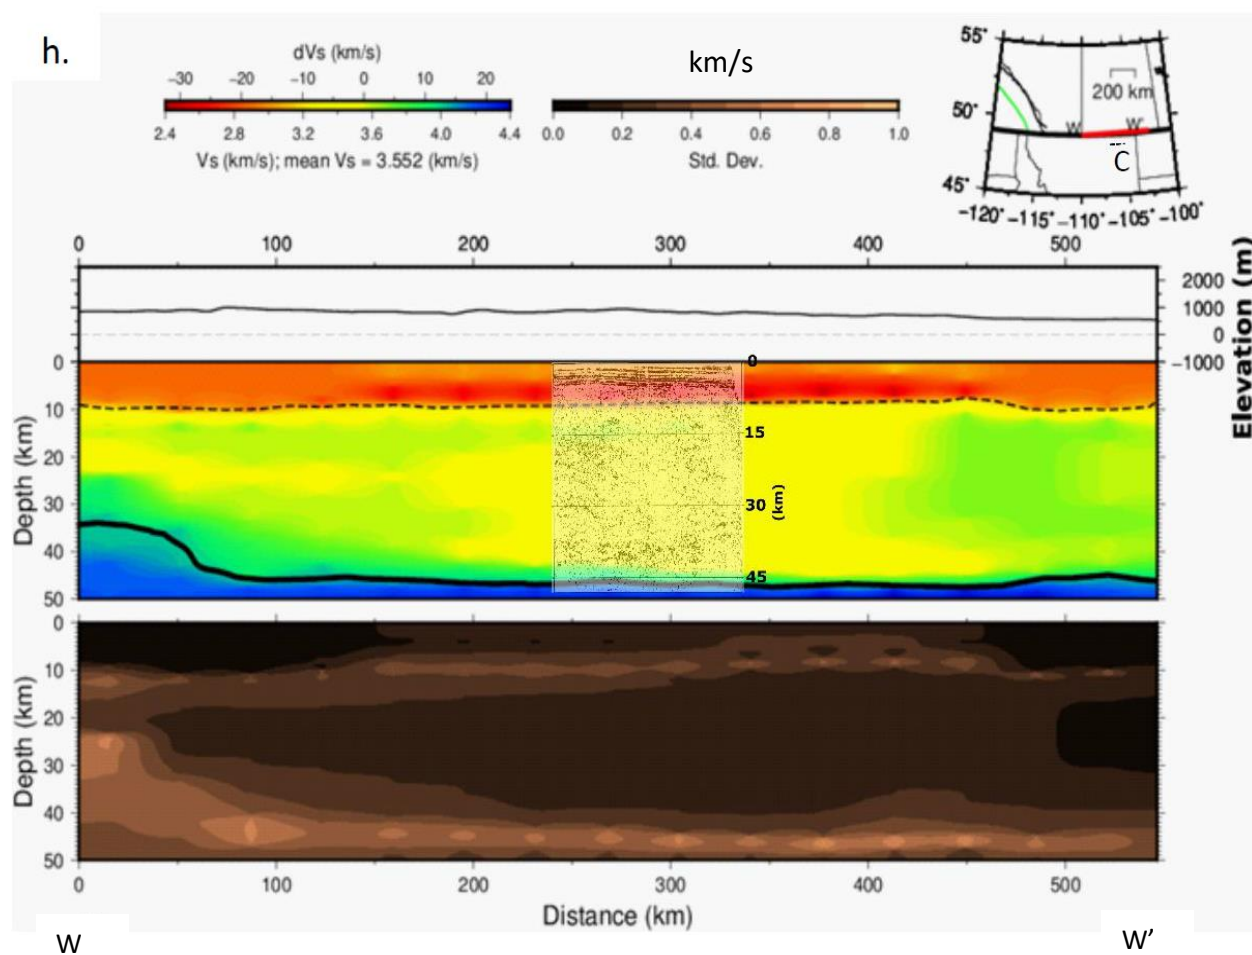 h.
dVs (km/s)
−30 −20 −10 0 10 20
2.4 2.8 3.2 3.6 4.0 4.4
Vs (km/s); mean Vs = 3.552 (km/s)
km/s
0.0 0.2 0.4 0.6 0.8 1.0
Std. Dev.
55°
50°
45°
200 km
W W'
C
−120° −115° −110° −105° −100°
0 100 200 300 400 500
2000
1000
0
−1000
Elevation (m)
0
10
20
30
40
50
Depth (km)
0
15
30
45
(km)
0
10
20
30
40
50
Depth (km)
0 100 200 300 400 500
Distance (km)
W W’